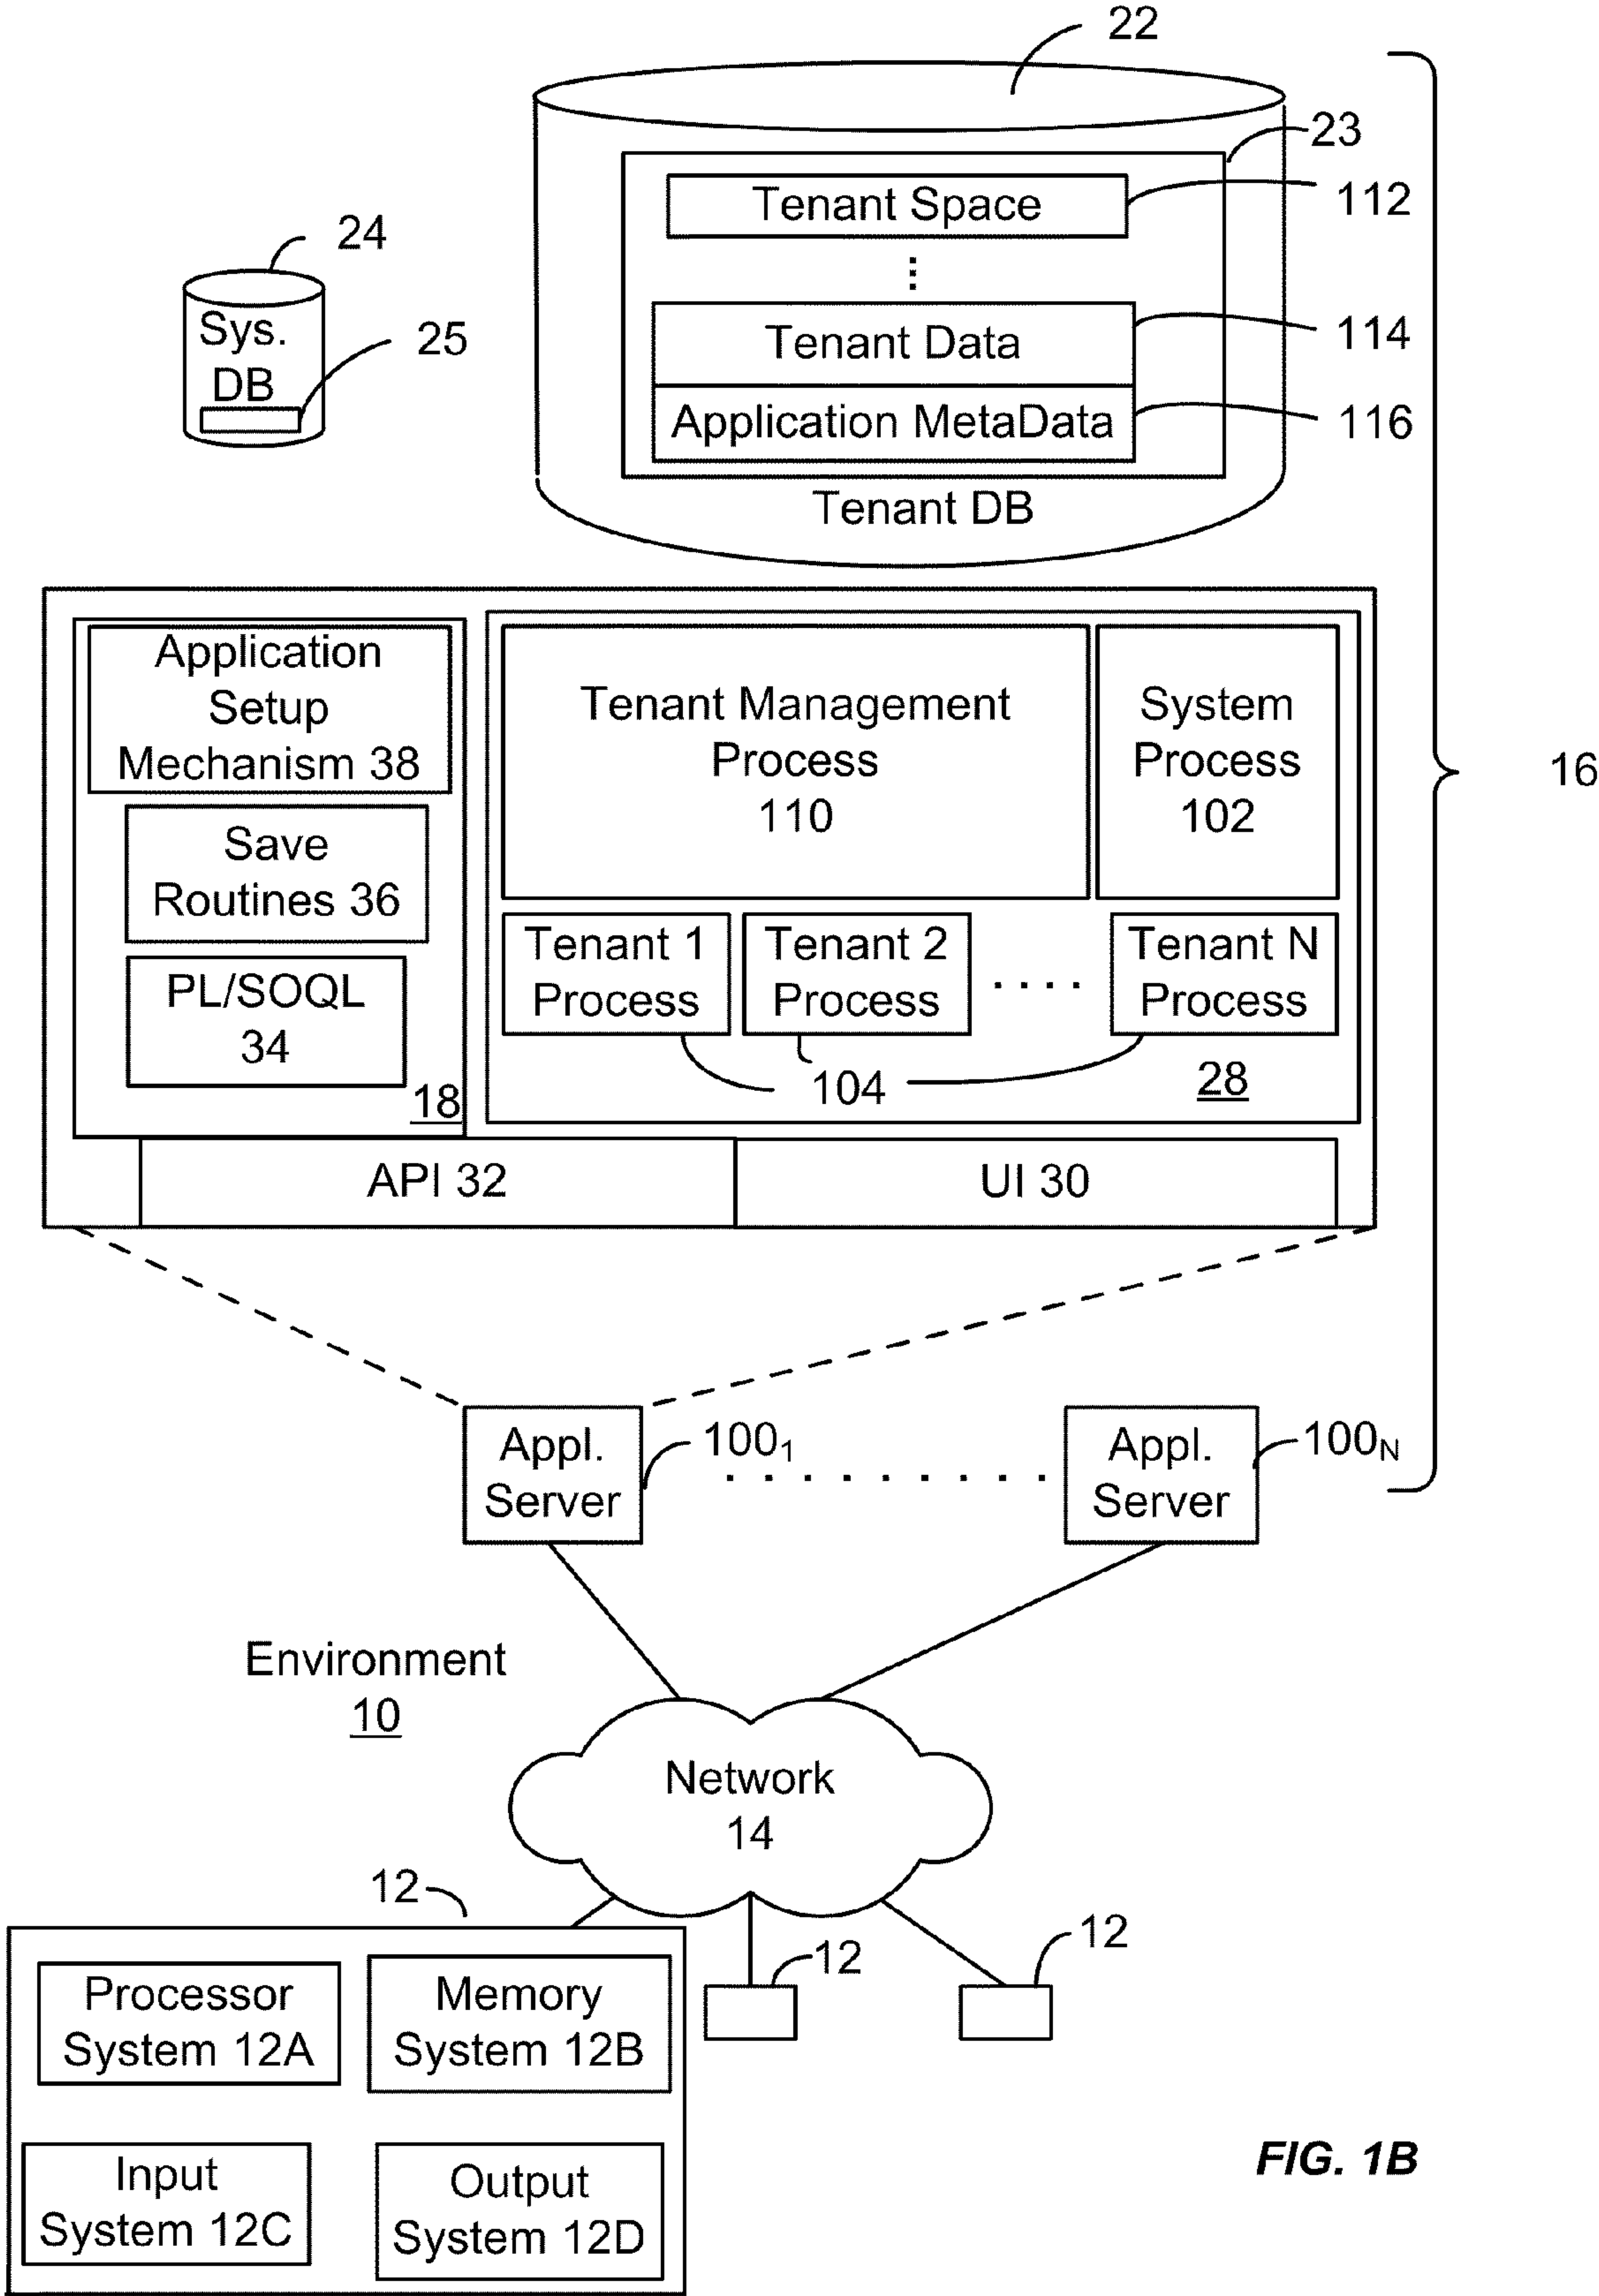 22
23
Tenant Space
112
24
Sys.
DB
25
Tenant Data
114
Application MetaData
116
Tenant DB
Application
Setup
Mechanism 38
Save
Routines 36
PL/SOQL
34
18
Tenant Management
Process
110
System
Process
102
Tenant 1
Process
Tenant 2
Process
. . . .
Tenant N
Process
104
28
16
API 32
UI 30
Appl.
Server
100₁
. . . . . . . . .
Appl.
Server
100N
Environment
10
Network
14
12
12
12
Processor
System 12A
Memory
System 12B
Input
System 12C
Output
System 12D
FIG. 1B